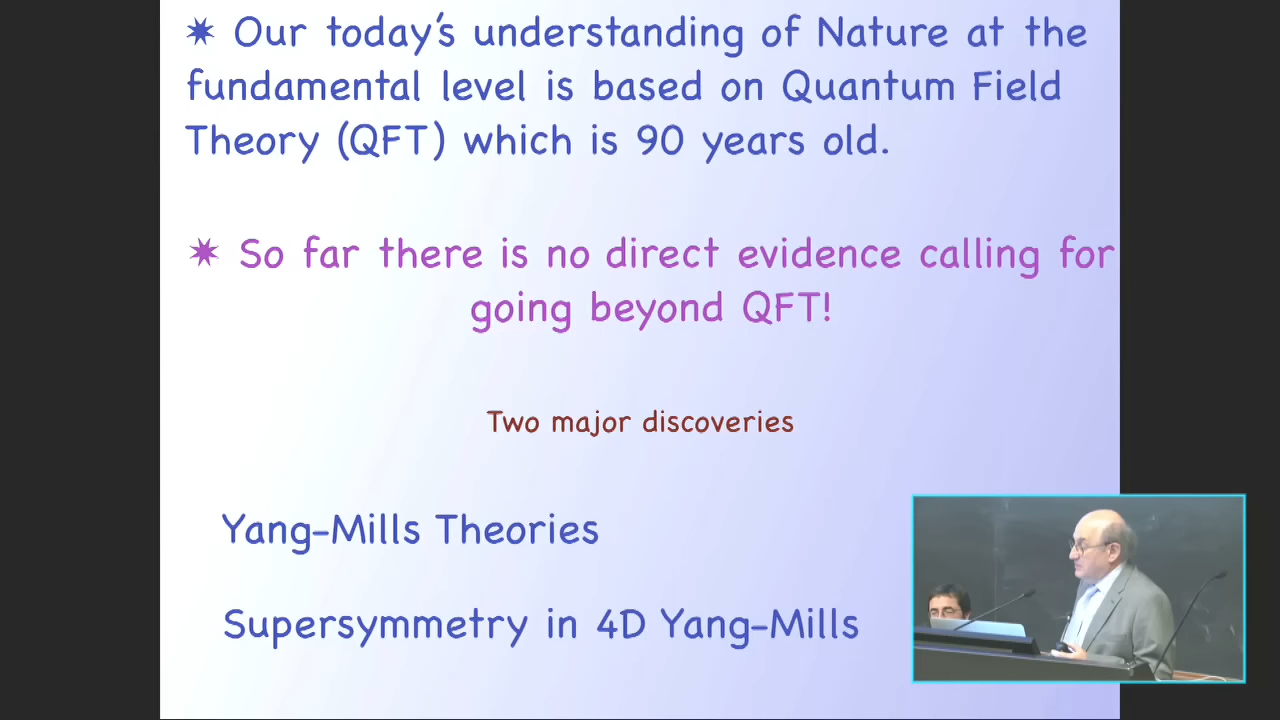 ✷ Our today's understanding of Nature at the
fundamental level is based on Quantum Field
Theory (QFT) which is 90 years old.
✷ So far there is no direct evidence calling for
going beyond QFT!
Two major discoveries
Yang-Mills Theories
Supersymmetry in 4D Yang-Mills